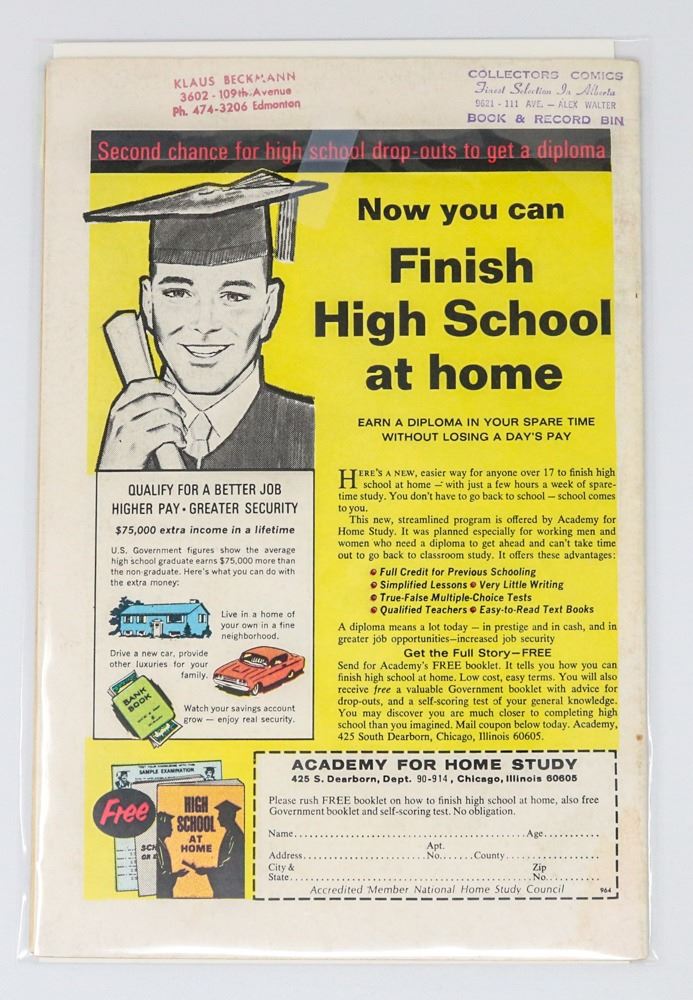 KLAUS BECKMANN
3602 - 109th Avenue
Ph. 474-3206 Edmonton
COLLECTORS COMICS
Finest Selection In Alberta
9621 - 111 AVE. — ALEX WALTER
BOOK & RECORD BIN
Second chance for high school drop-outs to get a diploma
Now you can
Finish
High School
at home
EARN A DIPLOMA IN YOUR SPARE TIME
WITHOUT LOSING A DAY'S PAY
QUALIFY FOR A BETTER JOB
HIGHER PAY • GREATER SECURITY
$75,000 extra income in a lifetime
U.S. Government figures show the average
high school graduate earns $75,000 more than
the non-graduate. Here's what you can do with
the extra money:
Live in a home of
your own in a fine
neighborhood.
Drive a new car, provide
other luxuries for your
family.
BANK
BOOK
Watch your savings account
grow — enjoy real security.
HERE'S A NEW, easier way for anyone over 17 to finish high
school at home — with just a few hours a week of spare-
time study. You don't have to go back to school — school comes
to you.
This new, streamlined program is offered by Academy for
Home Study. It was planned especially for working men and
women who need a diploma to get ahead and can't take time
out to go back to classroom study. It offers these advantages:
• Full Credit for Previous Schooling
• Simplified Lessons • Very Little Writing
• True-False Multiple-Choice Tests
• Qualified Teachers • Easy-to-Read Text Books
A diploma means a lot today — in prestige and in cash, and in
greater job opportunities—increased job security
Get the Full Story—FREE
Send for Academy's FREE booklet. It tells you how you can
finish high school at home. Low cost, easy terms. You will also
receive free a valuable Government booklet with advice for
drop-outs, and a self-scoring test of your general knowledge.
You may discover you are much closer to completing high
school than you imagined. Mail coupon below today. Academy,
425 South Dearborn, Chicago, Illinois 60605.
SAMPLE EXAMINATION
Free
SCH
OR
HIGH
SCHOOL
AT
HOME
ACADEMY FOR HOME STUDY
425 S. Dearborn, Dept. 90-914, Chicago, Illinois 60605
Please rush FREE booklet on how to finish high school at home, also free
Government booklet and self-scoring test. No obligation.
Name Age
Apt.
Address No. County
City & Zip
State No.
Accredited Member National Home Study Council 964